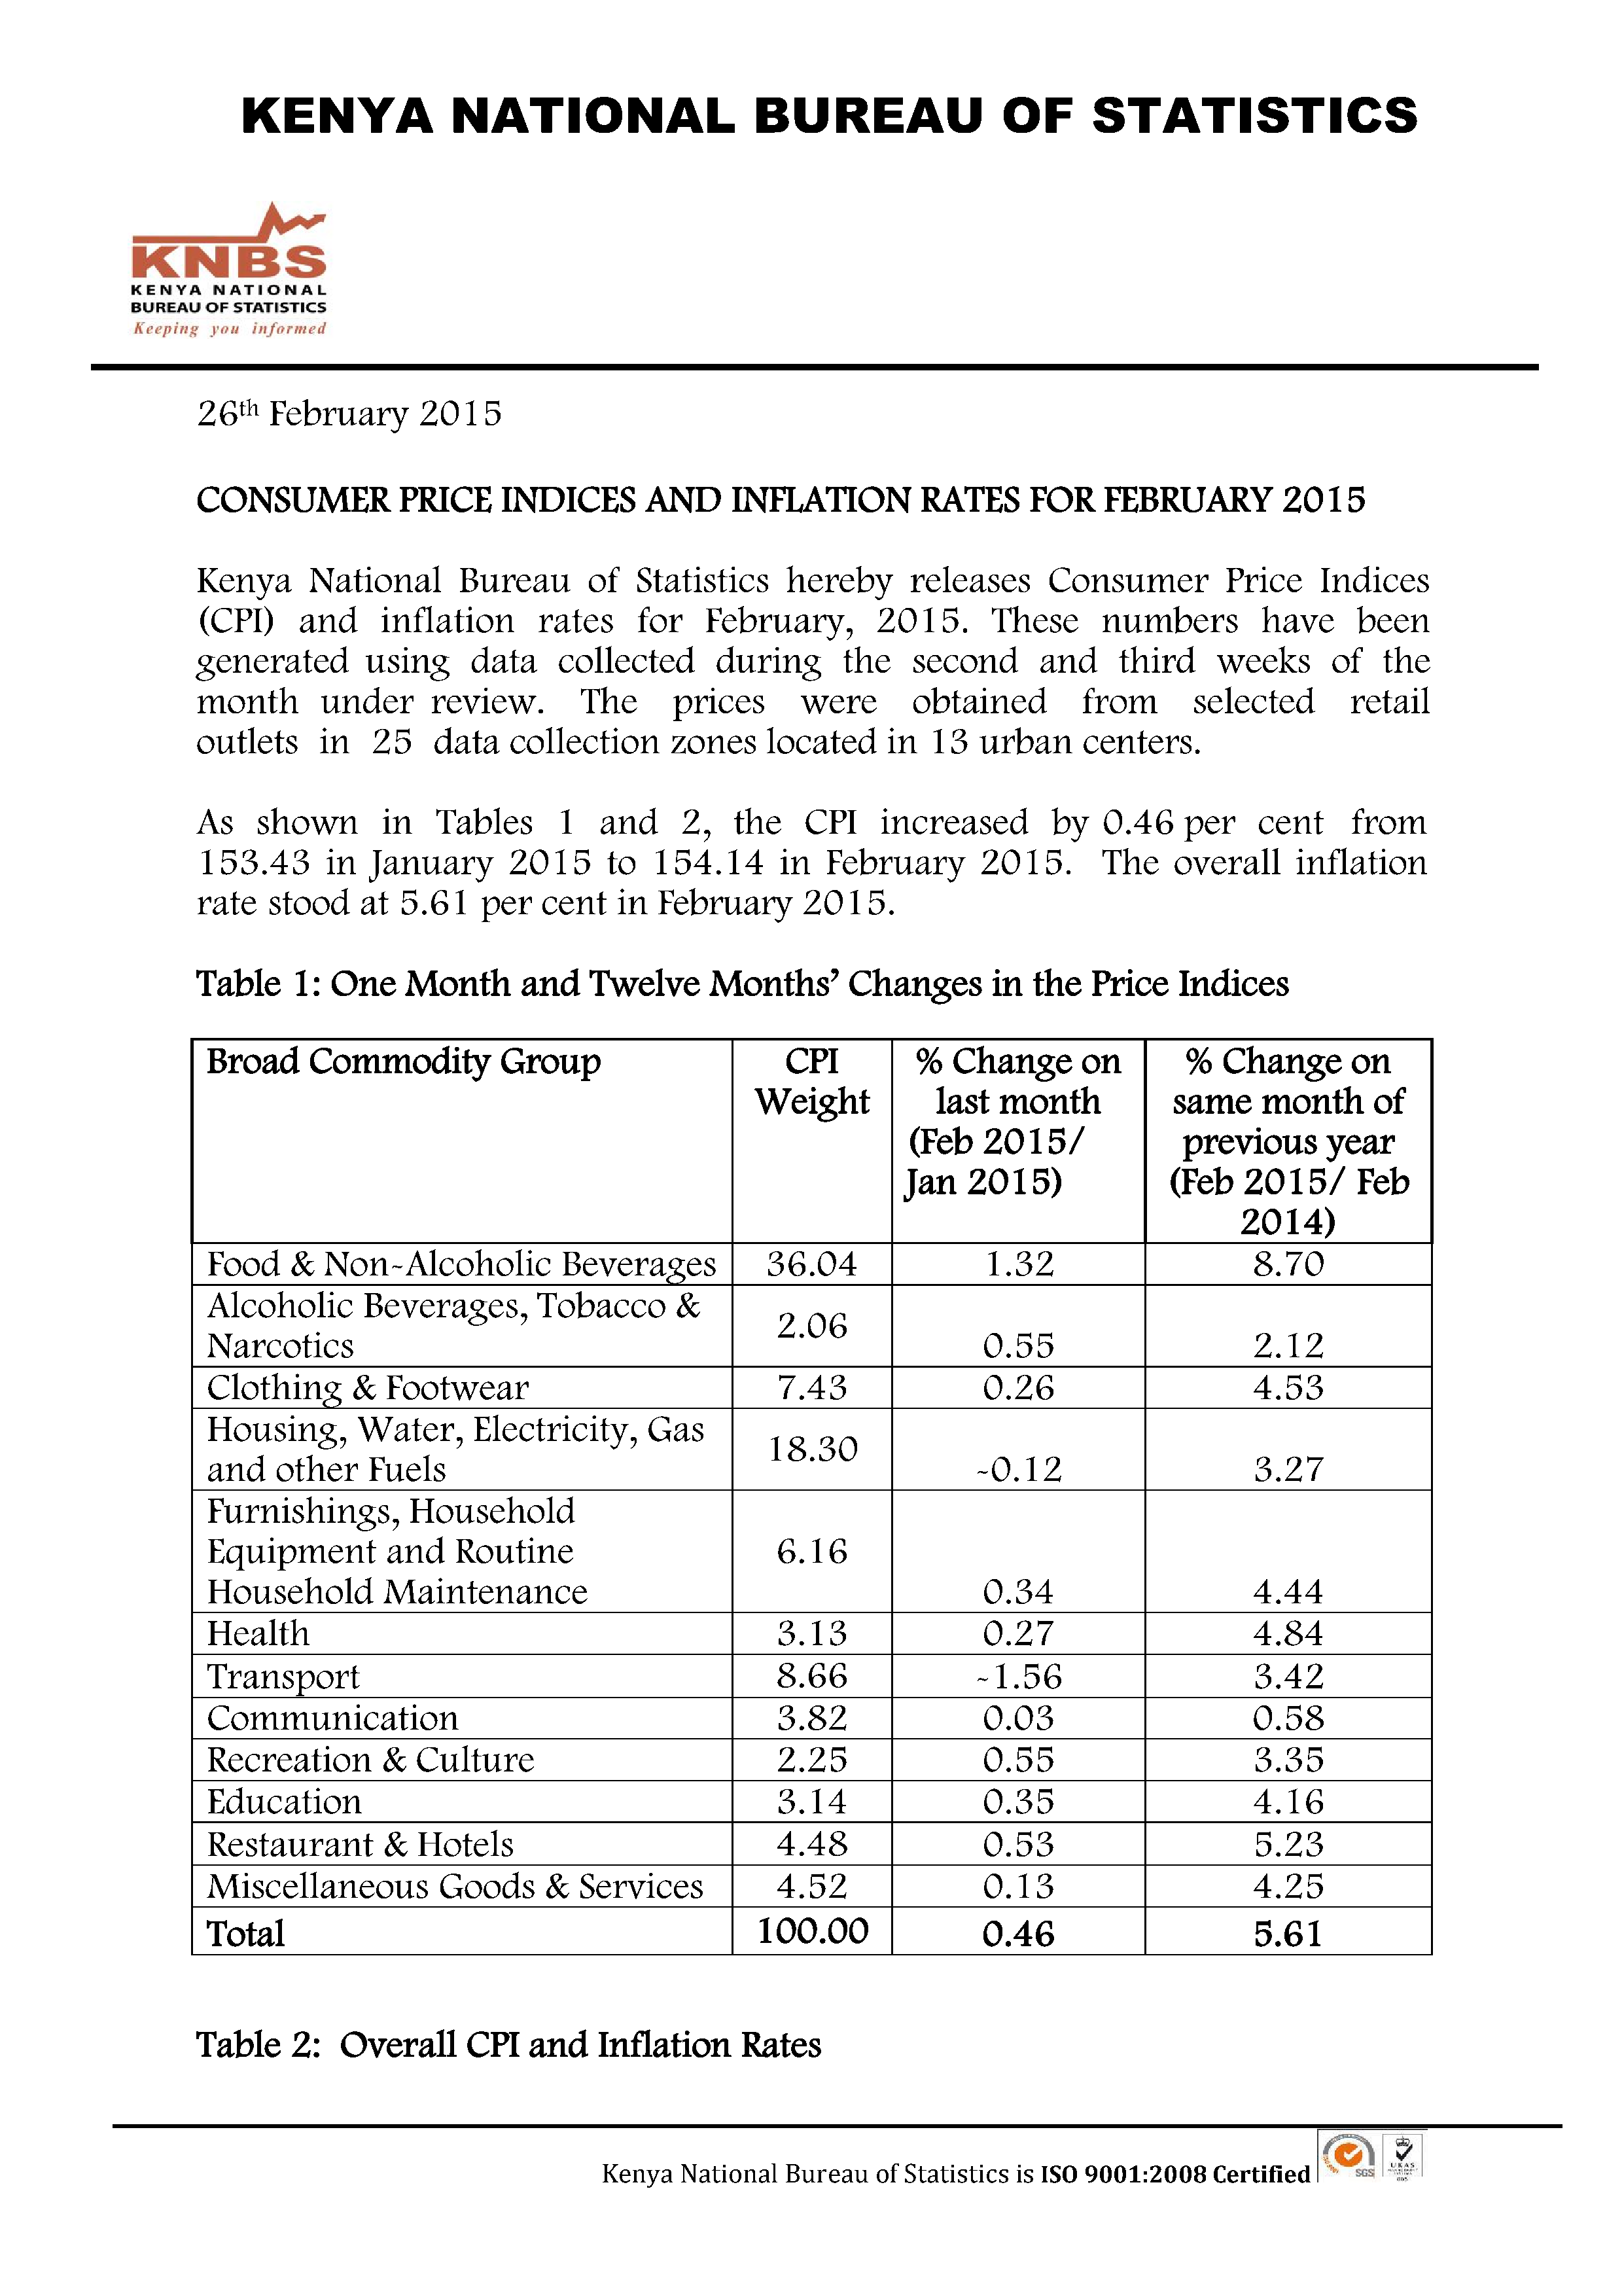 KENYA NATIONAL BUREAU OF STATISTICS
KNBS
KENYA NATIONAL
BUREAU OF STATISTICS
Keeping you informed
26th February 2015
CONSUMER PRICE INDICES AND INFLATION RATES FOR FEBRUARY 2015
Kenya National Bureau of Statistics hereby releases Consumer Price Indices
(CPI) and inflation rates for February, 2015. These numbers have been
generated using data collected during the second and third weeks of the
month under review. The prices were obtained from selected retail
outlets in 25 data collection zones located in 13 urban centers.
As shown in Tables 1 and 2, the CPI increased by 0.46 per cent from
153.43 in January 2015 to 154.14 in February 2015. The overall inflation
rate stood at 5.61 per cent in February 2015.
Table 1: One Month and Twelve Months’ Changes in the Price Indices
Broad Commodity Group CPI % Change on % Change on
Weight last month same month of
(Feb 2015/ previous year
Jan 2015) (Feb 2015/ Feb
2014)
Food & Non-Alcoholic Beverages 36.04 1.32 8.70
Alcoholic Beverages, Tobacco &
Narcotics 2.06 0.55 2.12
Clothing & Footwear 7.43 0.26 4.53
Housing, Water, Electricity, Gas
and other Fuels 18.30 -0.12 3.27
Furnishings, Household
Equipment and Routine 6.16
Household Maintenance 0.34 4.44
Health 3.13 0.27 4.84
Transport 8.66 -1.56 3.42
Communication 3.82 0.03 0.58
Recreation & Culture 2.25 0.55 3.35
Education 3.14 0.35 4.16
Restaurant & Hotels 4.48 0.53 5.23
Miscellaneous Goods & Services 4.52 0.13 4.25
Total 100.00 0.46 5.61
Table 2: Overall CPI and Inflation Rates
Kenya National Bureau of Statistics is ISO 9001:2008 Certified
SGS
UKAS